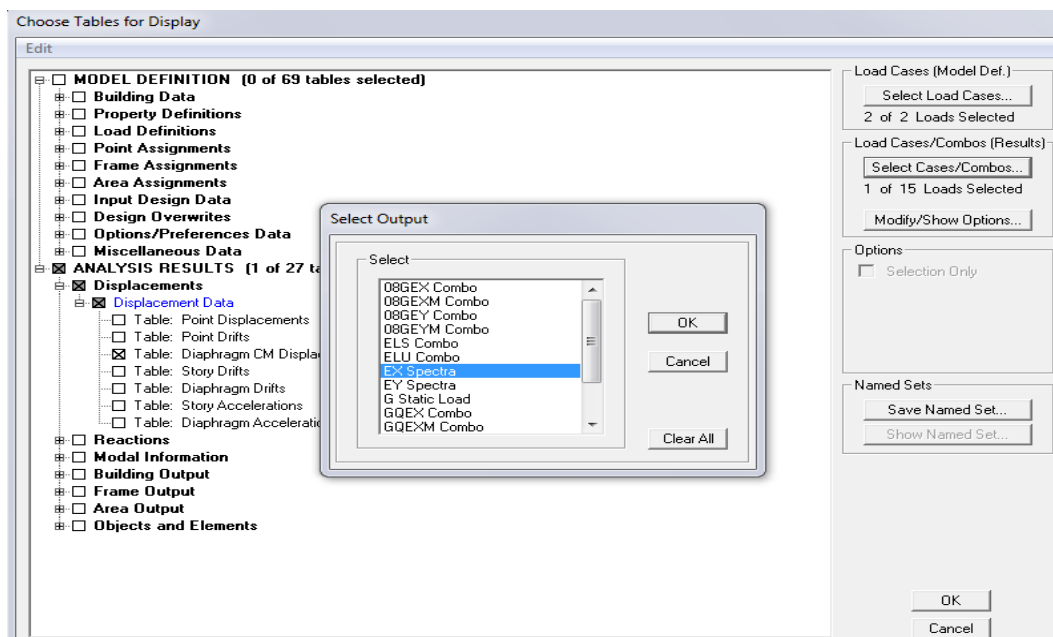 Choose Tables for Display
Edit
MODEL DEFINITION (0 of 69 tables selected)
Building Data
Property Definitions
Load Definitions
Point Assignments
Frame Assignments
Area Assignments
Input Design Data
Design Overwrites
Options/Preferences Data
Miscellaneous Data
ANALYSIS RESULTS (1 of 27 ta
Displacements
Displacement Data
Table: Point Displacements
Table: Point Drifts
Table: Diaphragm CM Displa
Table: Story Drifts
Table: Diaphragm Drifts
Table: Story Accelerations
Table: Diaphragm Acceleratio
Reactions
Modal Information
Building Output
Frame Output
Area Output
Objects and Elements
Select Output
Select
08GEX Combo
08GEXM Combo
08GEY Combo
08GEYM Combo
ELS Combo
ELU Combo
EX Spectra
EY Spectra
G Static Load
GQEX Combo
GQEXM Combo
OK
Cancel
Clear All
Load Cases (Model Def.)
Select Load Cases...
2 of 2 Loads Selected
Load Cases/Combos (Results)
Select Cases/Combos...
1 of 15 Loads Selected
Modify/Show Options...
Options
Selection Only
Named Sets
Save Named Set...
Show Named Set...
OK
Cancel